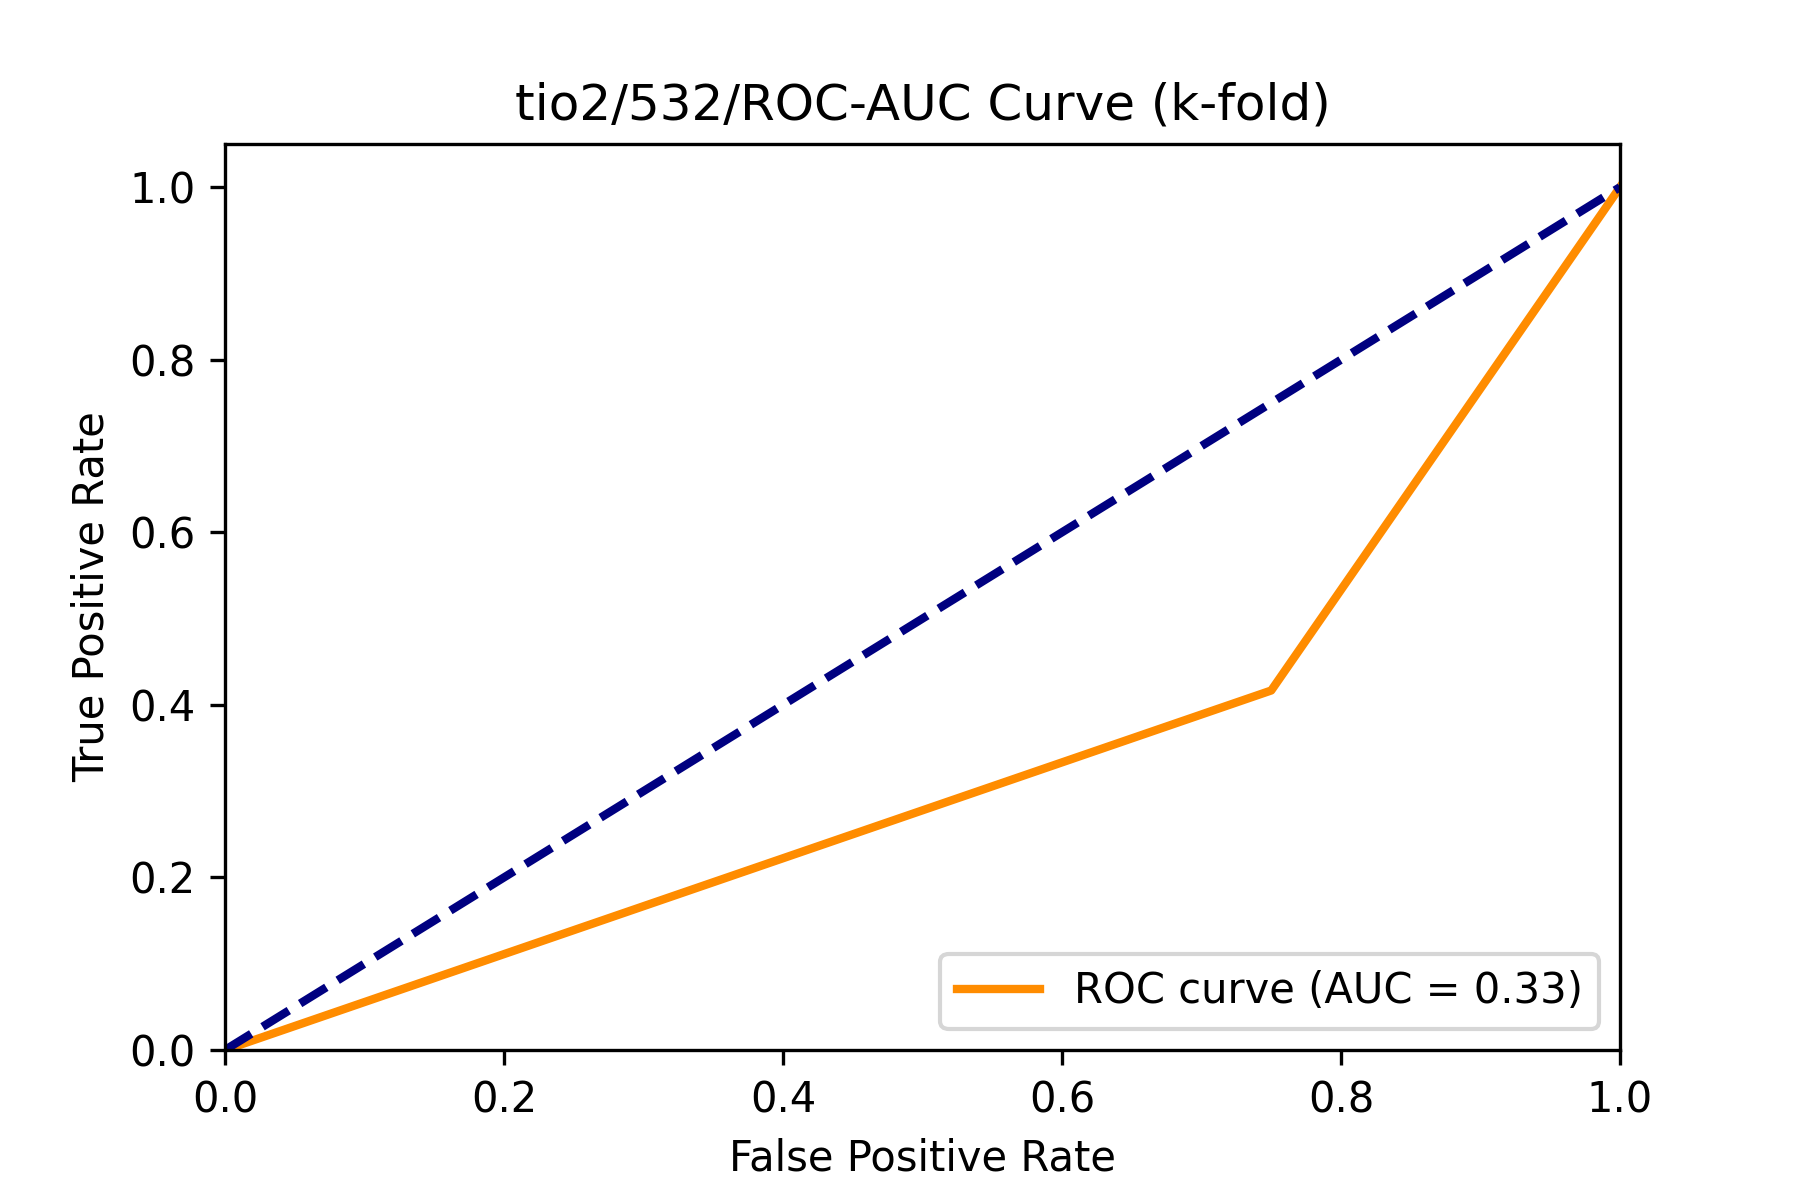 tio2/532/ROC-AUC Curve (k-fold)
1.0
0.8
0.6
0.4
0.2
0.0
True Positive Rate
ROC curve (AUC = 0.33)
0.0 0.2 0.4 0.6 0.8 1.0
False Positive Rate